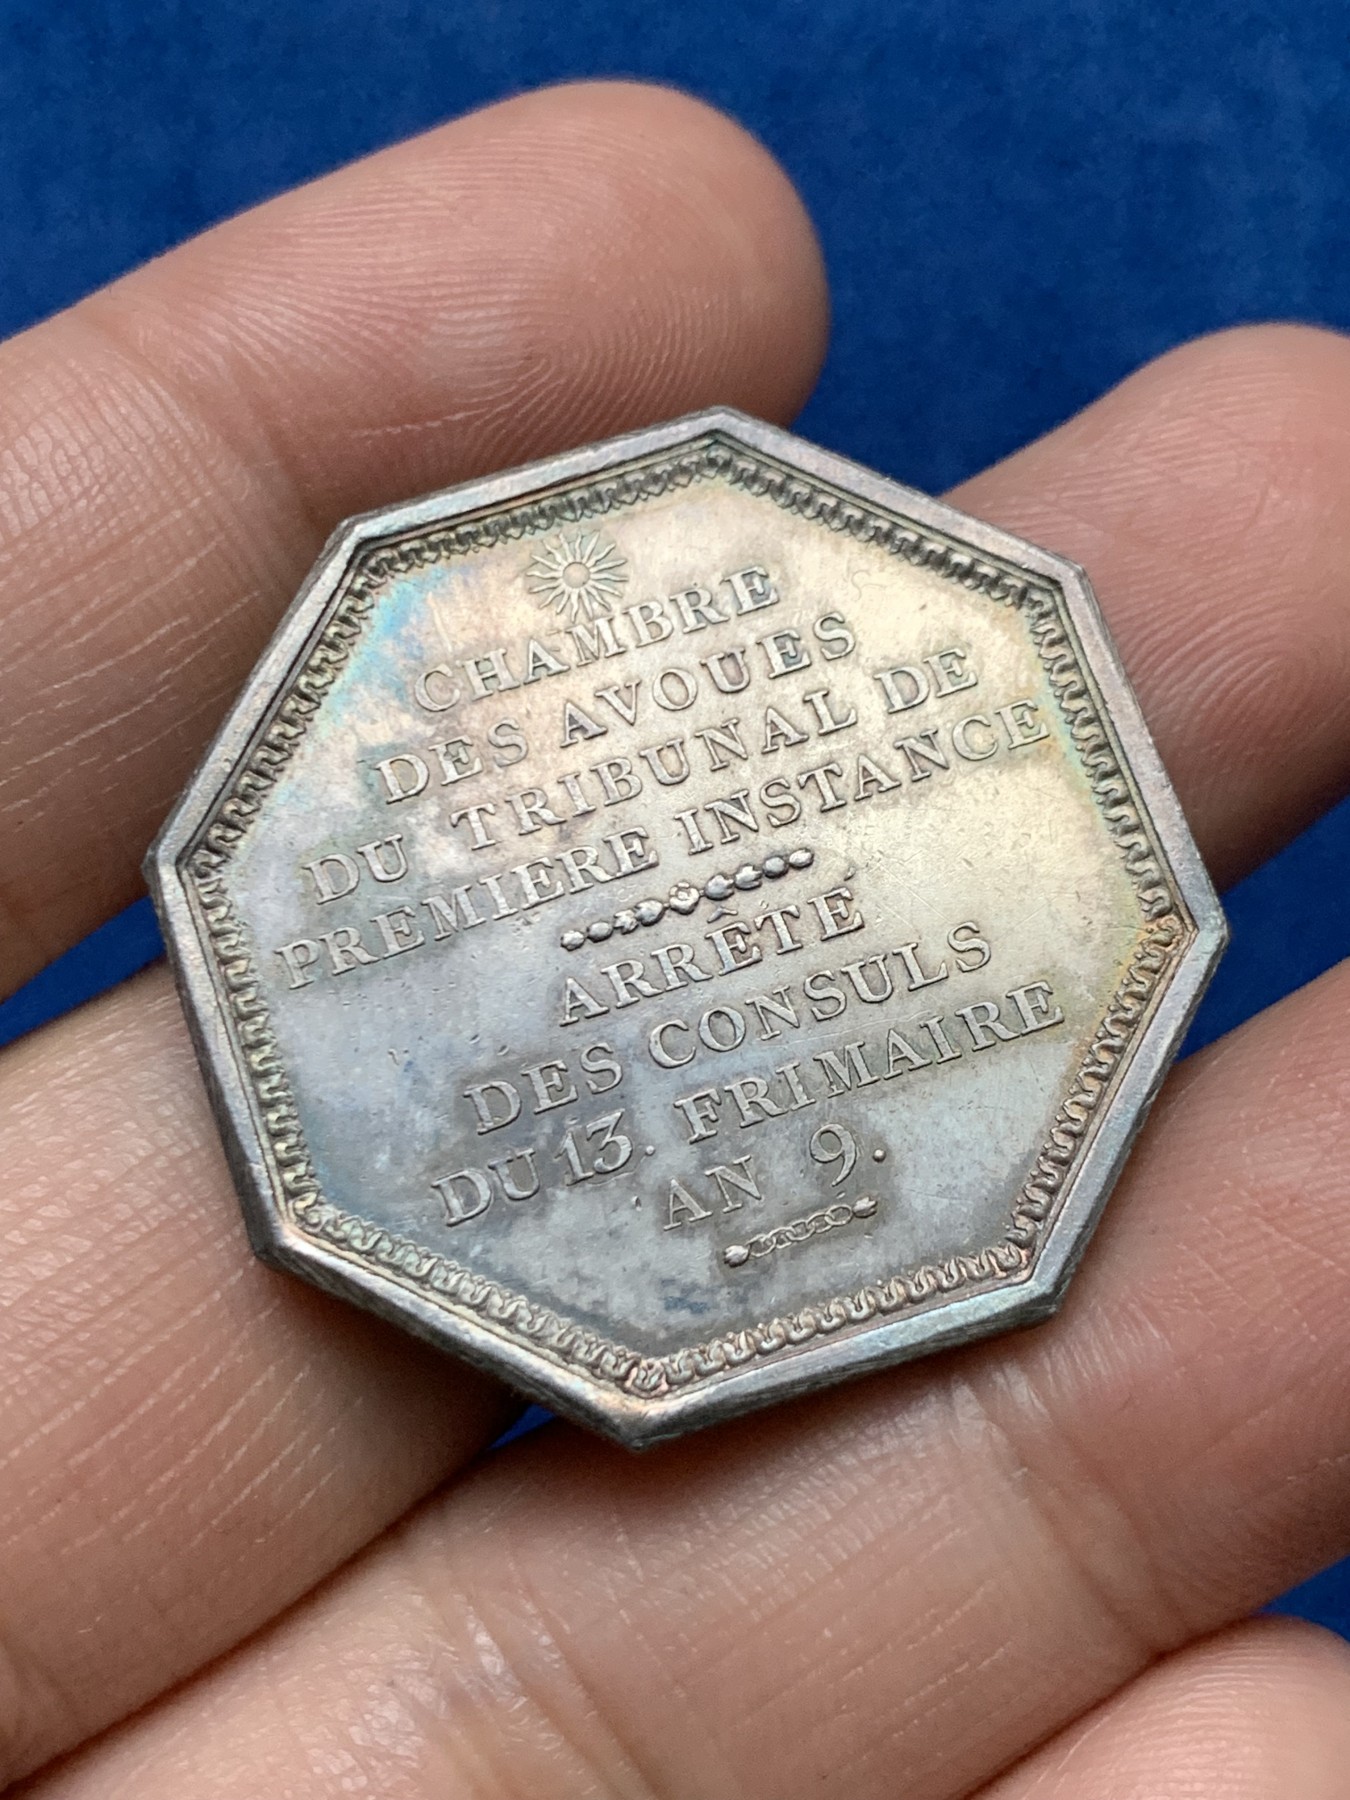 CHAMBRE
DES AVOUES
DU TRIBUNAL DE
PREMIERE INSTANCE
ARRÊTÉ
DES CONSULS
DU 13. FRIMAIRE
AN 9.